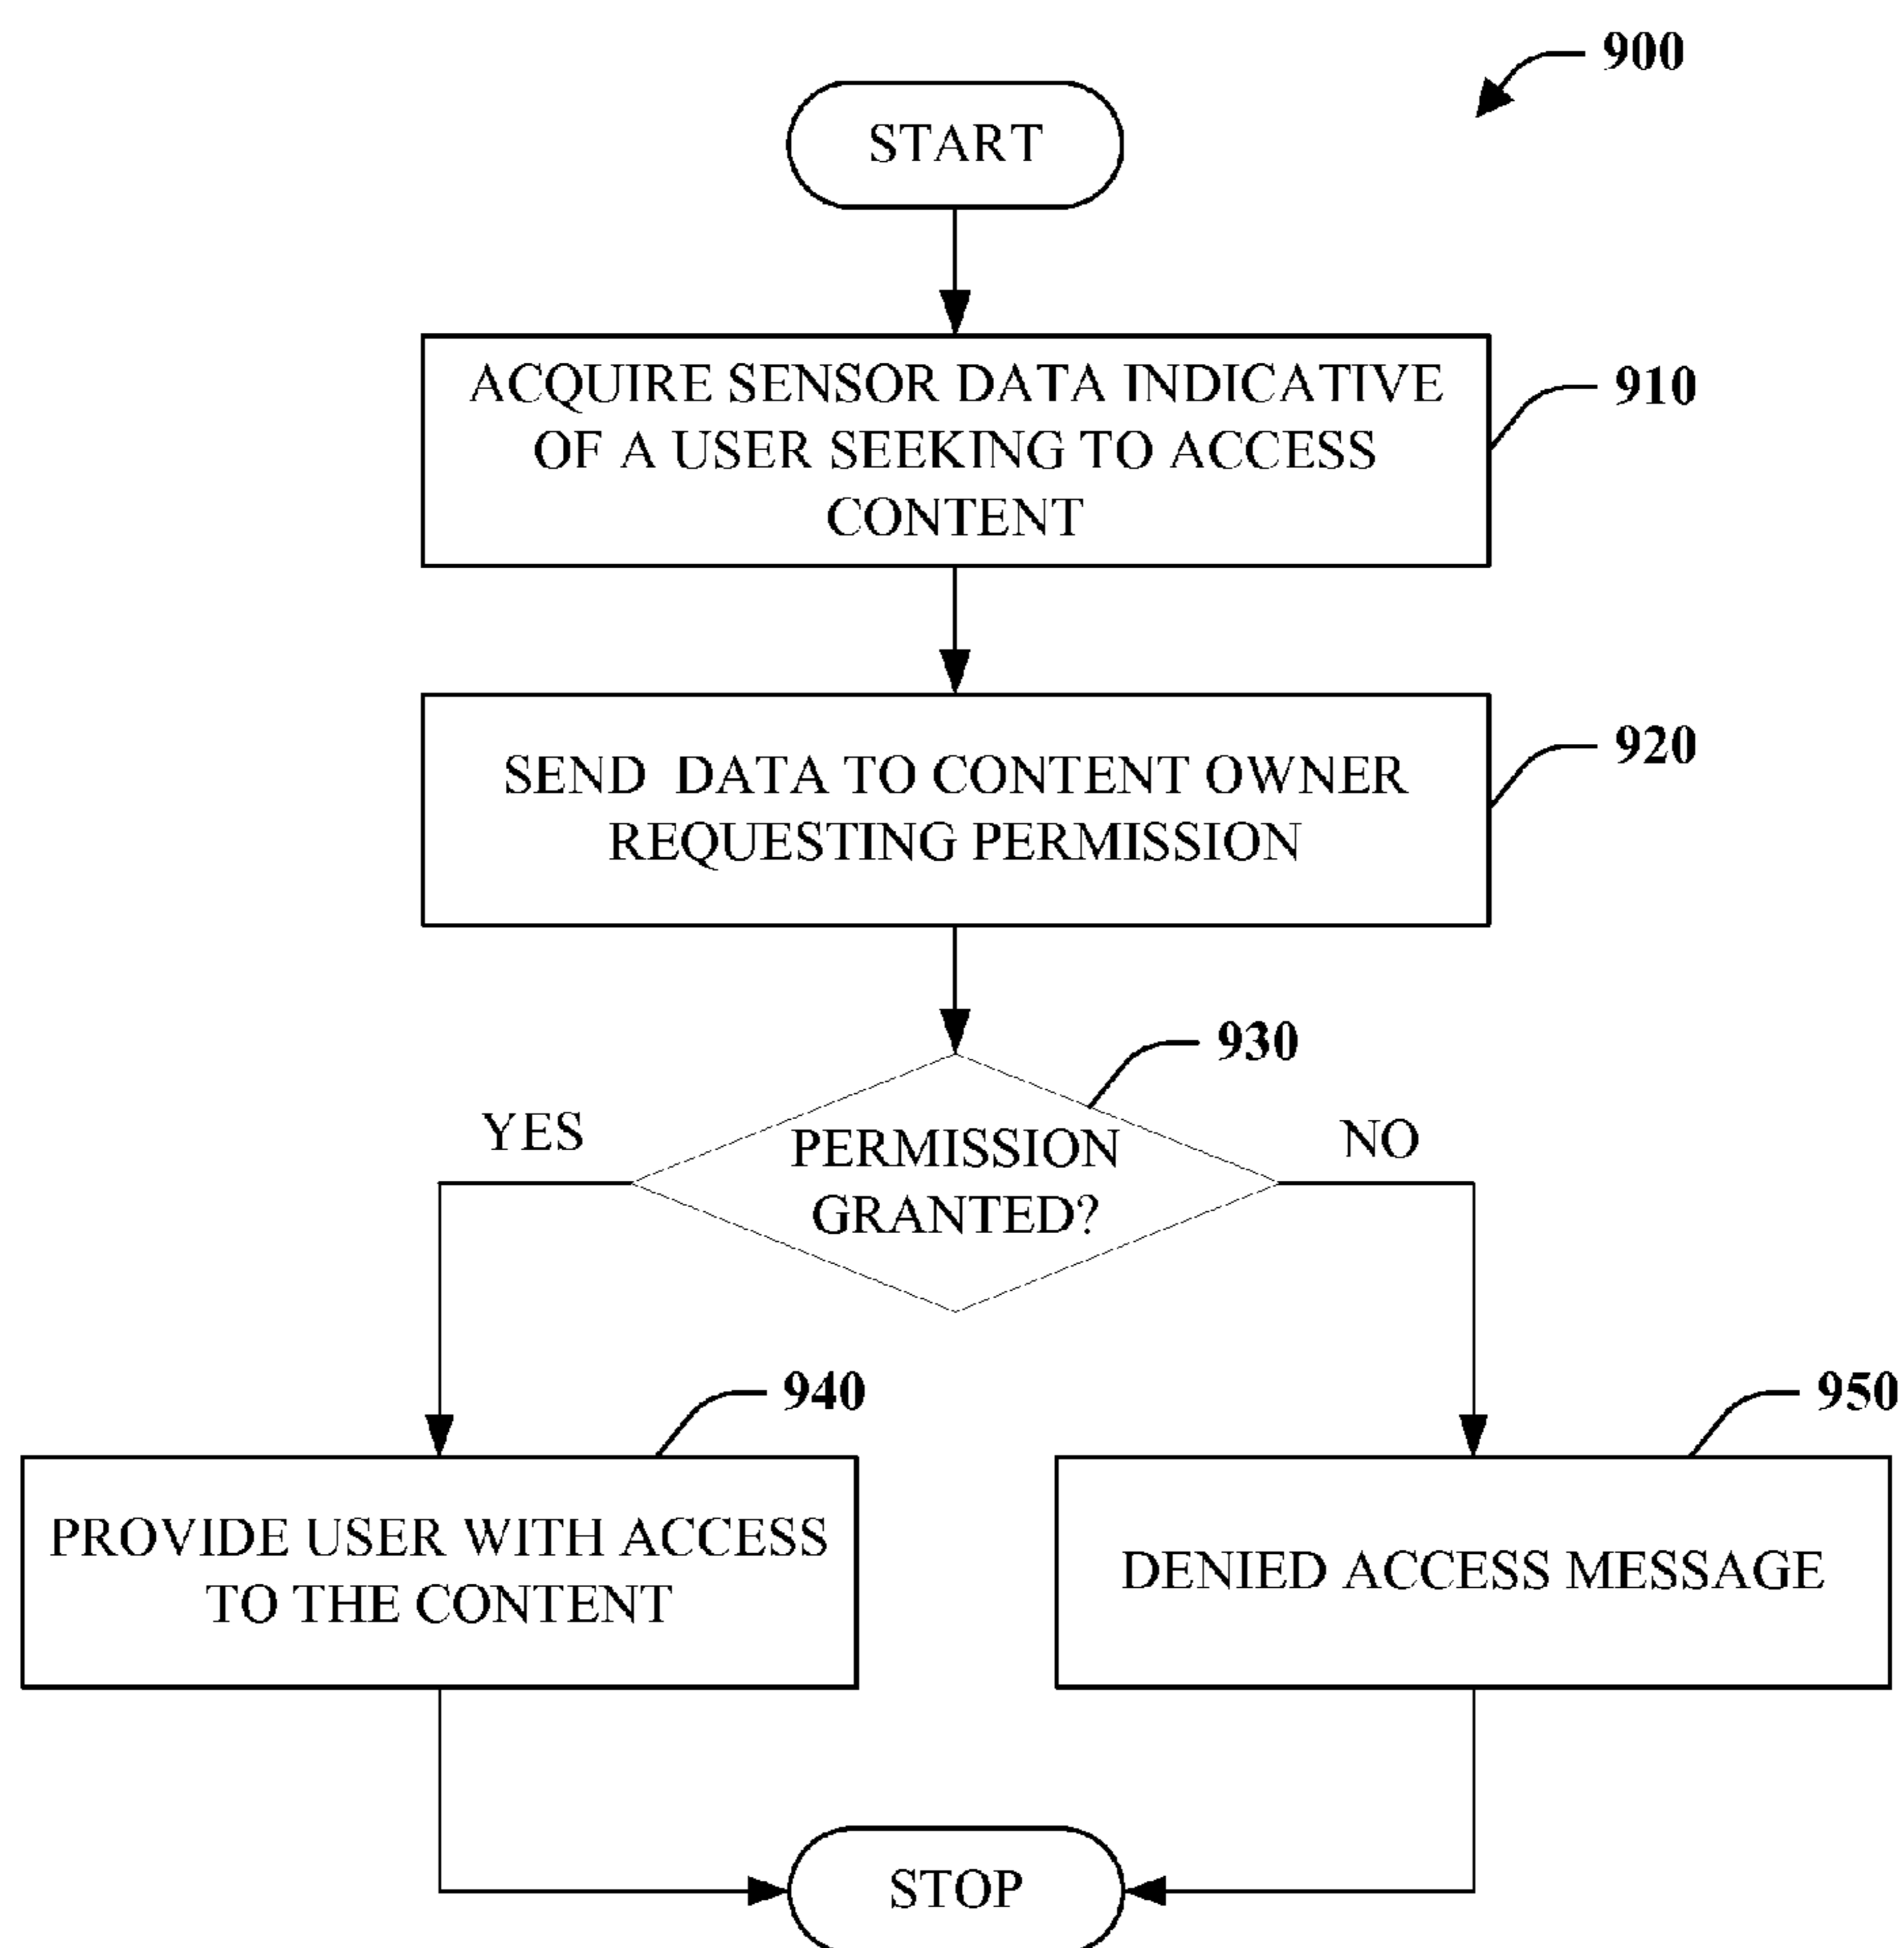 900
START
ACQUIRE SENSOR DATA INDICATIVE
OF A USER SEEKING TO ACCESS
CONTENT
910
SEND DATA TO CONTENT OWNER
REQUESTING PERMISSION
920
930
YES
PERMISSION
GRANTED?
NO
940
950
PROVIDE USER WITH ACCESS
TO THE CONTENT
DENIED ACCESS MESSAGE
STOP